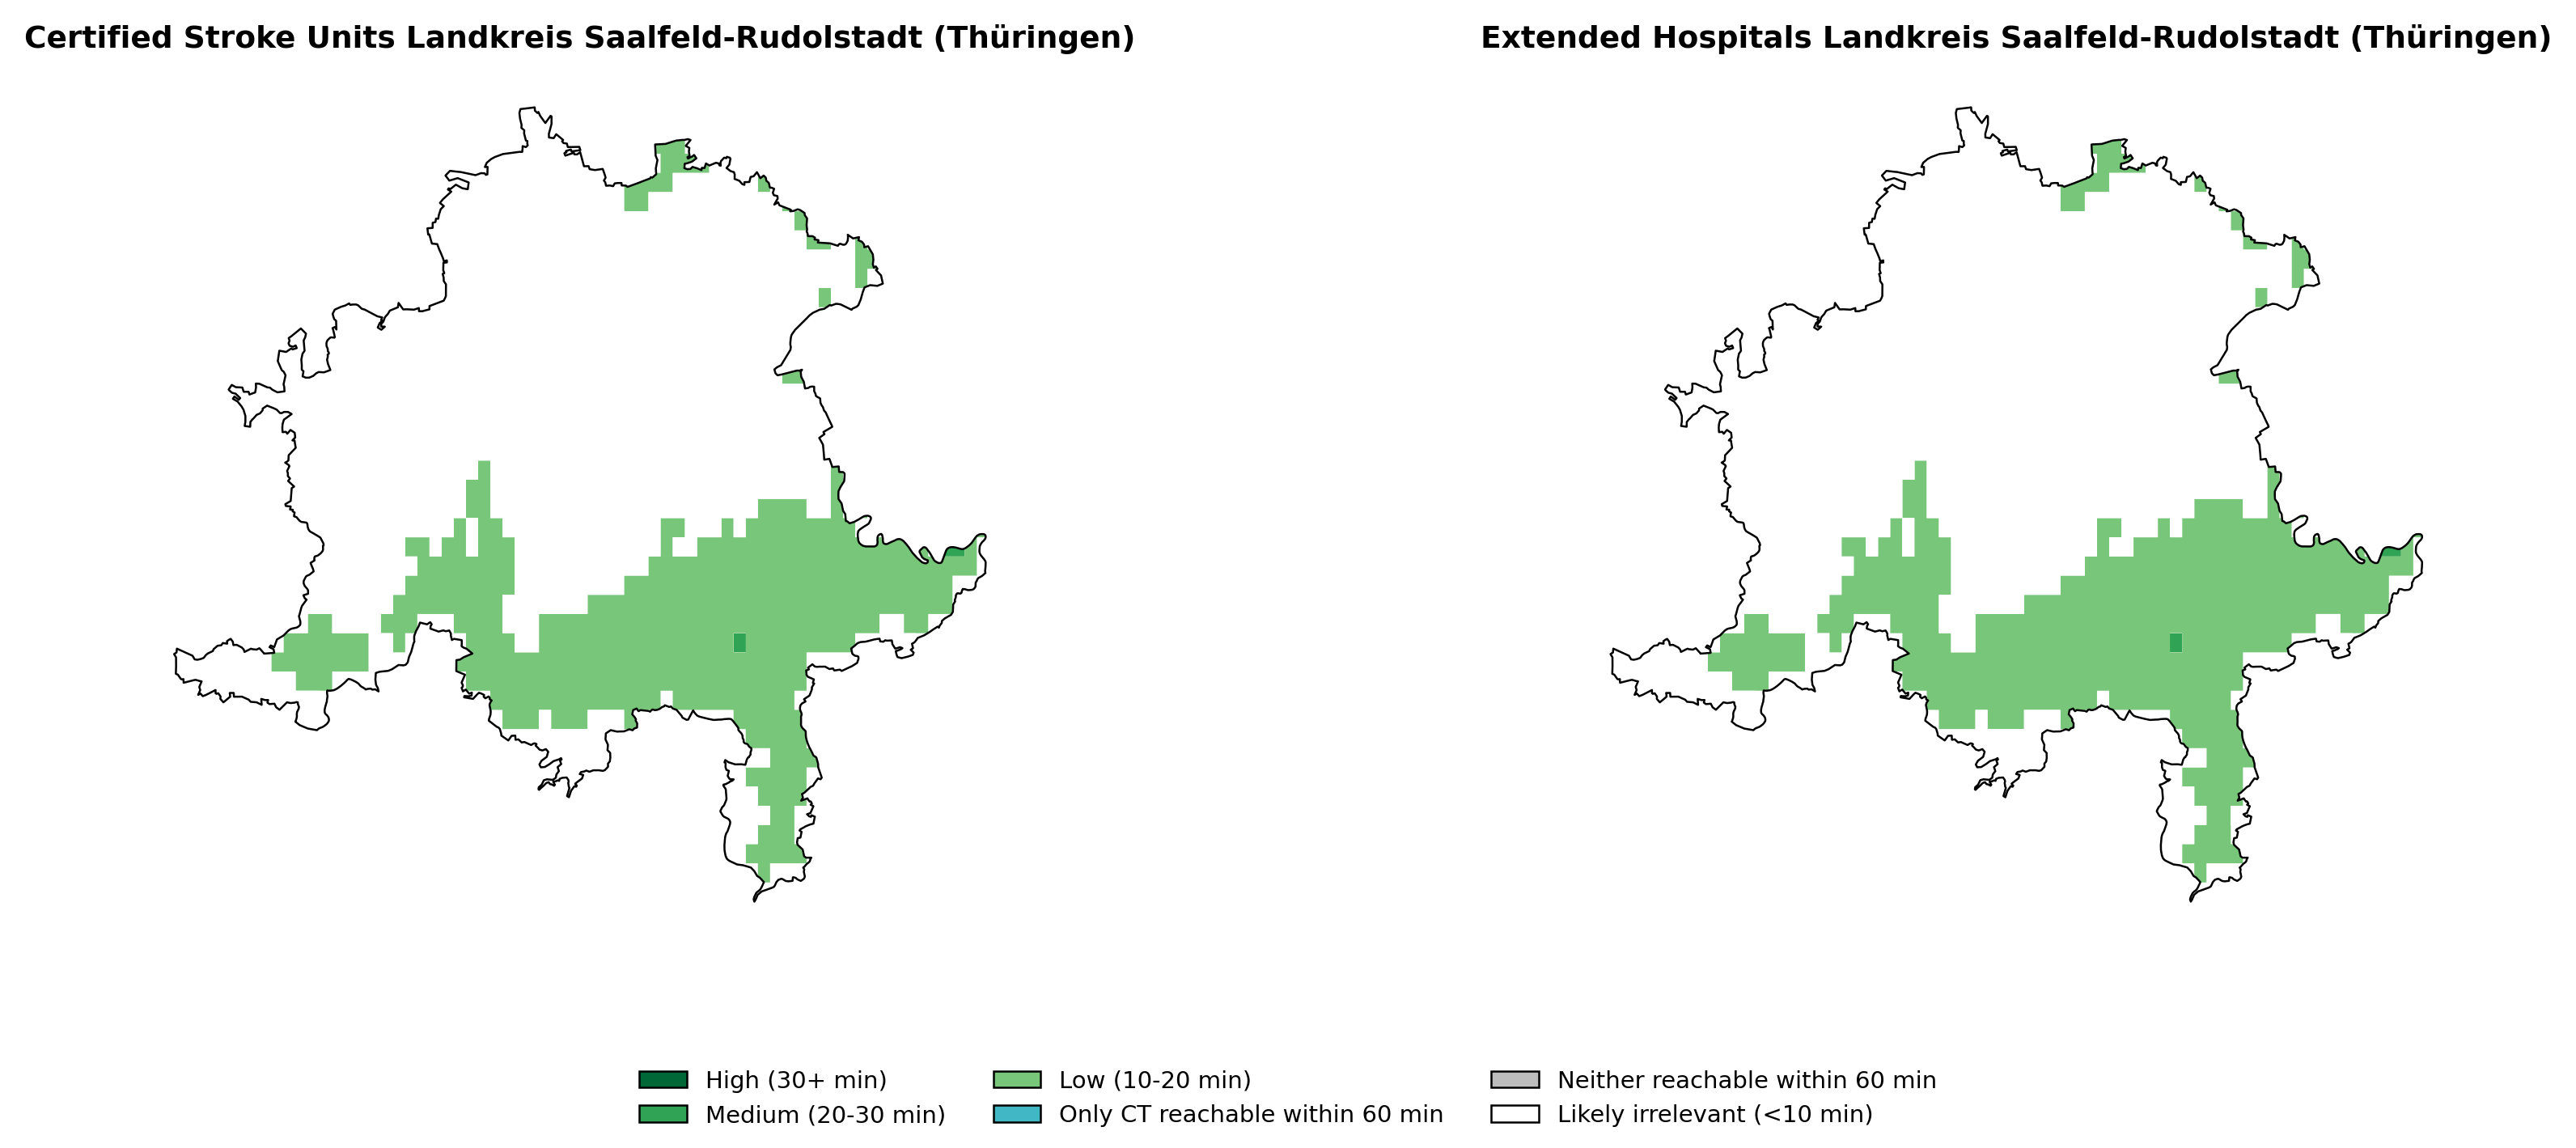 Certified Stroke Units Landkreis Saalfeld-Rudolstadt (Thüringen)
Extended Hospitals Landkreis Saalfeld-Rudolstadt (Thüringen)
High (30+ min)
Medium (20-30 min)
Low (10-20 min)
Only CT reachable within 60 min
Neither reachable within 60 min
Likely irrelevant (<10 min)